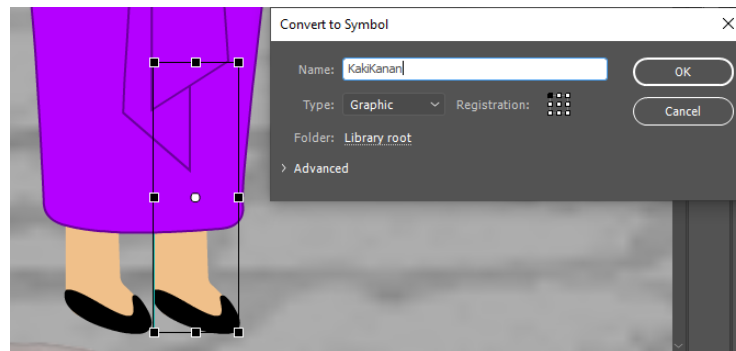 Convert to Symbol
Name: KakiKanan
OK
Type: Graphic Registration:
Cancel
Folder: Library root
Advanced